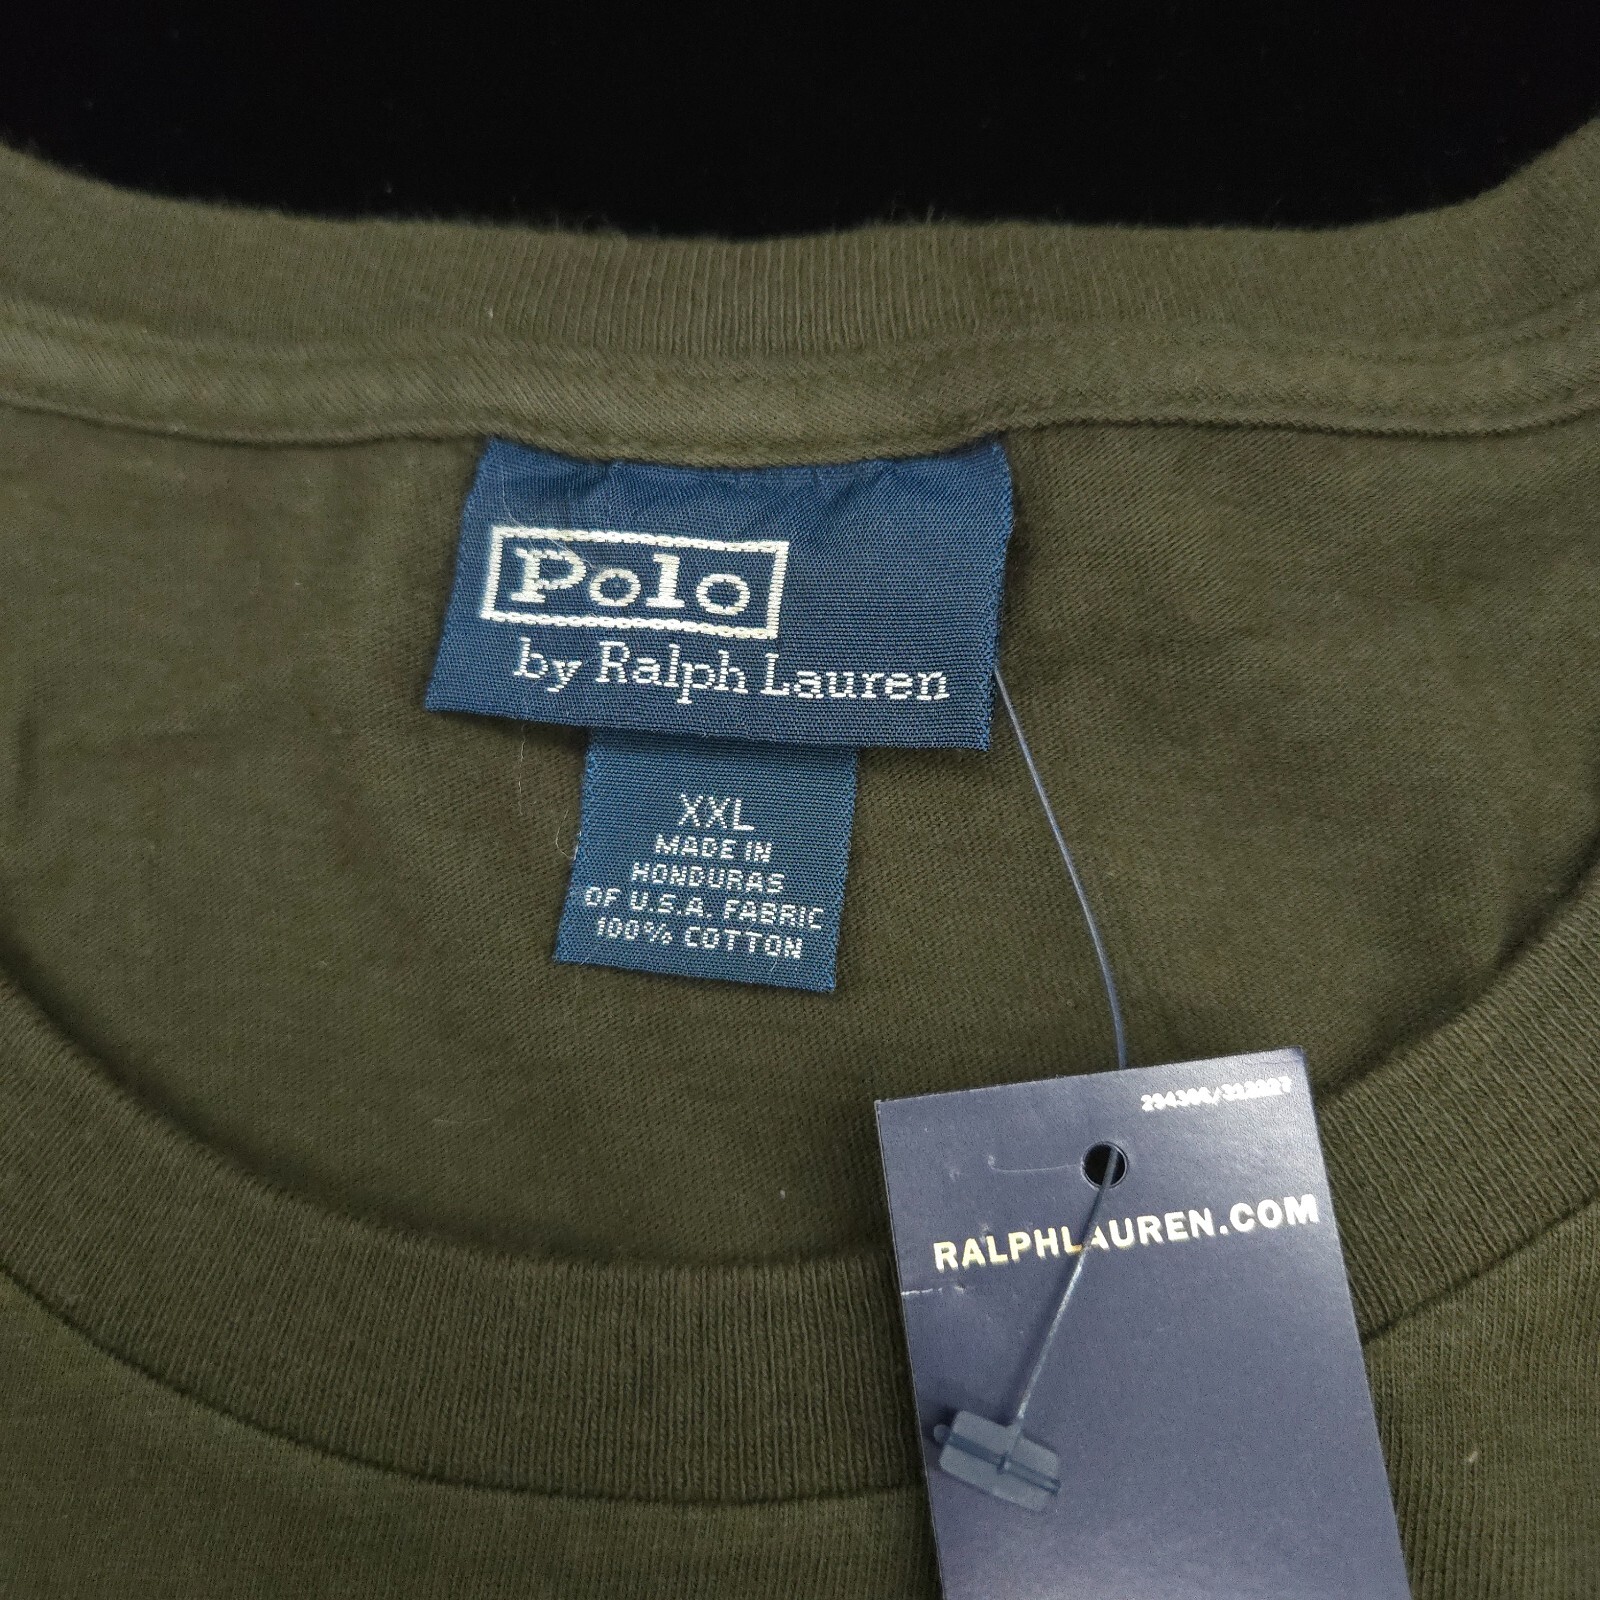 Polo
by Ralph Lauren
XXL
MADE IN
HONDURAS
OF U.S.A. FABRIC
100% COTTON
RALPHLAUREN.COM